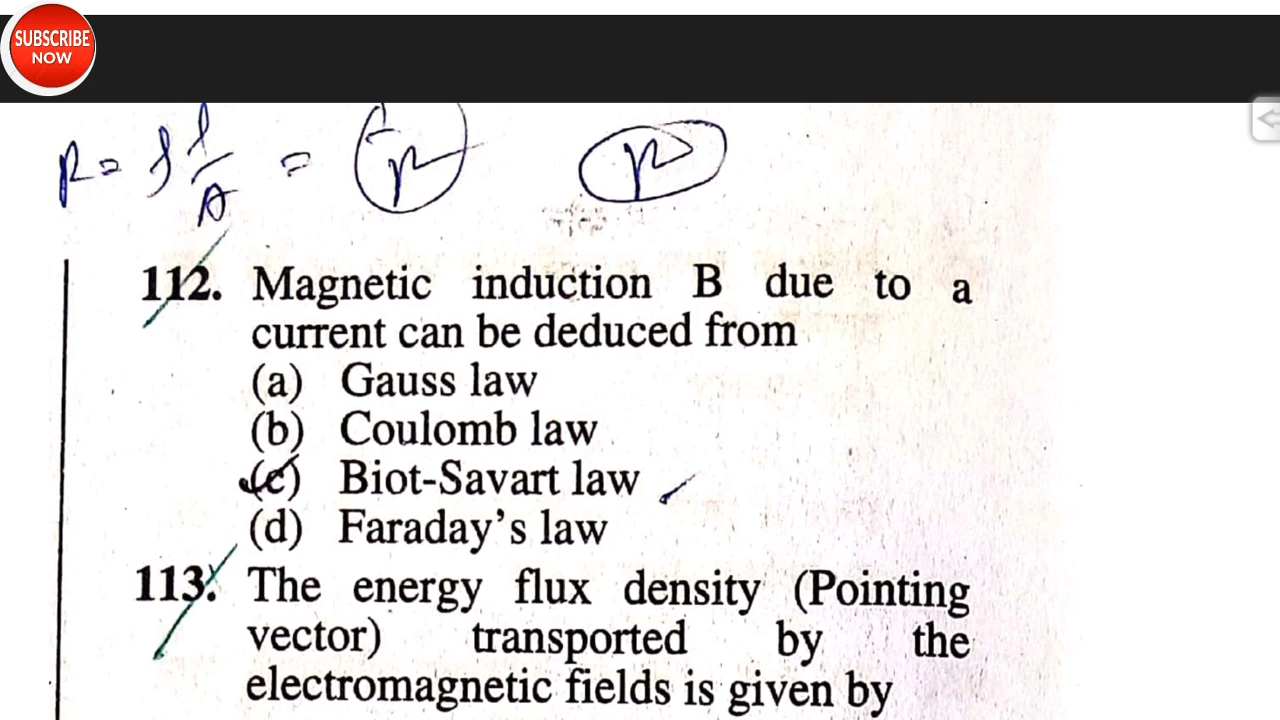 SUBSCRIBE
NOW
R = ρ l/A =
112. Magnetic induction B due to a
current can be deduced from
(a) Gauss law
(b) Coulomb law
(c) Biot-Savart law
(d) Faraday's law
113. The energy flux density (Pointing
vector) transported by the
electromagnetic fields is given by